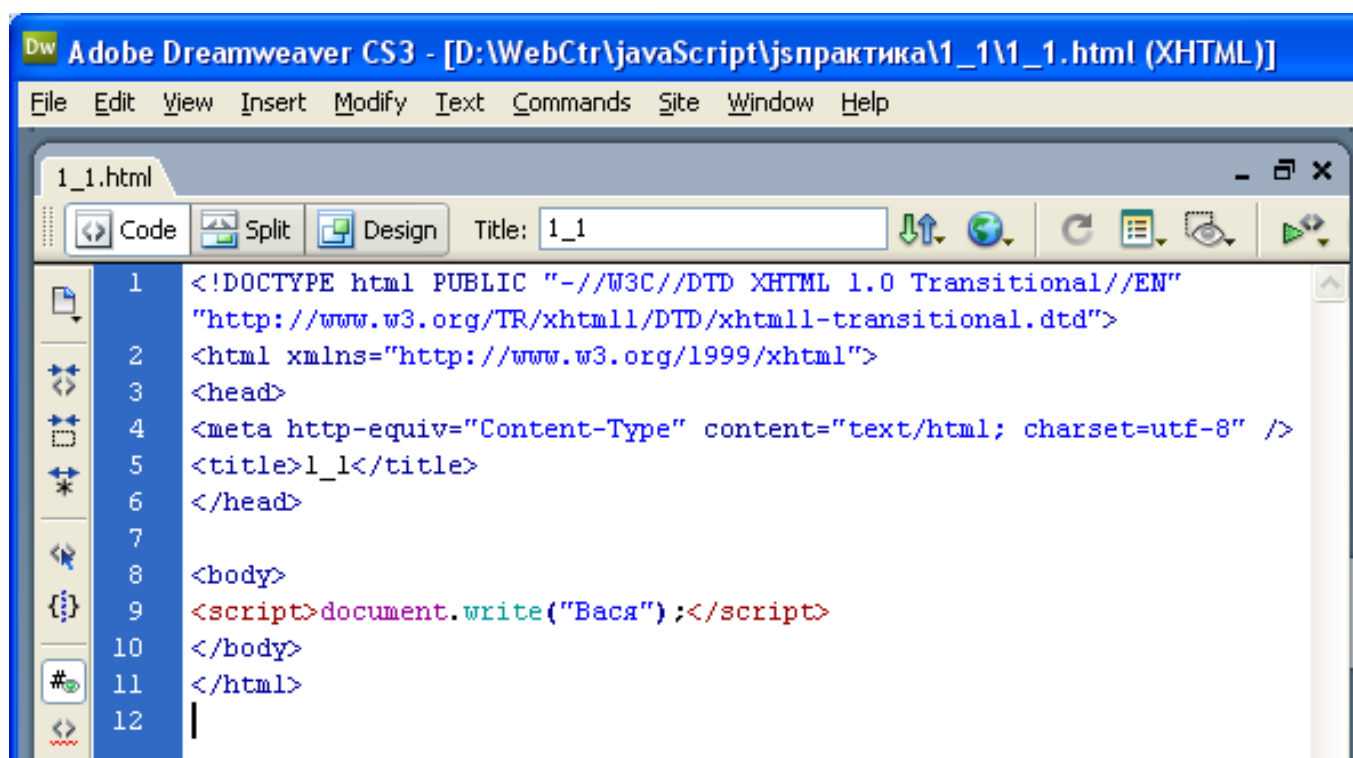 Dw Adobe Dreamweaver CS3 - [D:\WebCtr\javaScript\jsпрактика\1_1\1_1.html (XHTML)]
File Edit View Insert Modify Text Commands Site Window Help
1_1.html
Code Split Design Title: 1_1
1 <!DOCTYPE html PUBLIC "-//W3C//DTD XHTML 1.0 Transitional//EN"
"http://www.w3.org/TR/xhtml1/DTD/xhtml1-transitional.dtd">
2 <html xmlns="http://www.w3.org/1999/xhtml">
3 <head>
4 <meta http-equiv="Content-Type" content="text/html; charset=utf-8" />
5 <title>1_1</title>
6 </head>
7
8 <body>
9 <script>document.write("Вася");</script>
10 </body>
11 </html>
12